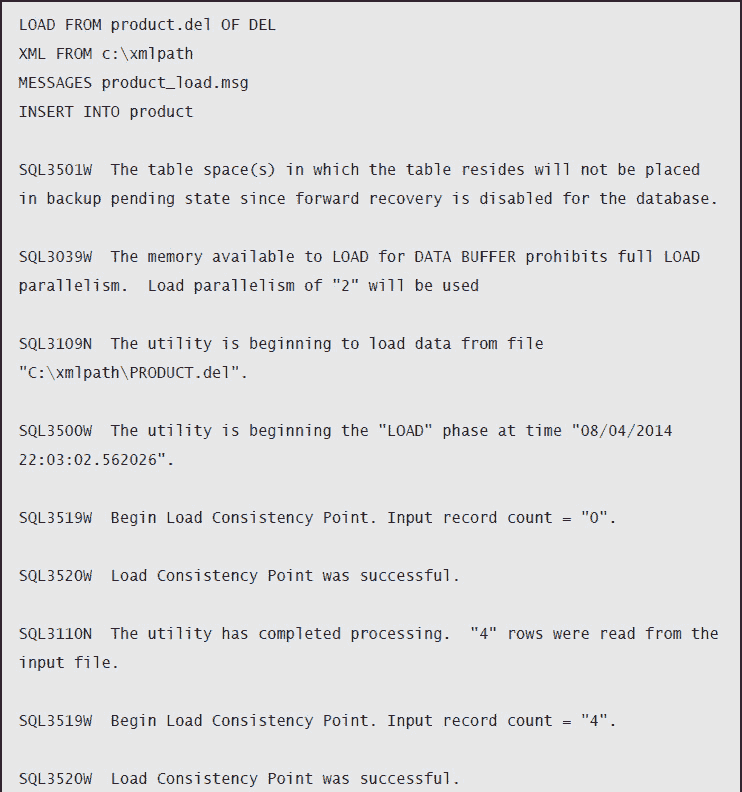 LOAD FROM product.del OF DEL
XML FROM c:\xmlpath
MESSAGES product_load.msg
INSERT INTO product
SQL3501W  The table space(s) in which the table resides will not be placed
in backup pending state since forward recovery is disabled for the database.
SQL3039W  The memory available to LOAD for DATA BUFFER prohibits full LOAD
parallelism.  Load parallelism of "2" will be used
SQL3109N  The utility is beginning to load data from file
"C:\xmlpath\PRODUCT.del".
SQL3500W  The utility is beginning the "LOAD" phase at time "08/04/2014
22:03:02.562026".
SQL3519W  Begin Load Consistency Point. Input record count = "0".
SQL3520W  Load Consistency Point was successful.
SQL3110N  The utility has completed processing.  "4" rows were read from the
input file.
SQL3519W  Begin Load Consistency Point. Input record count = "4".
SQL3520W  Load Consistency Point was successful.